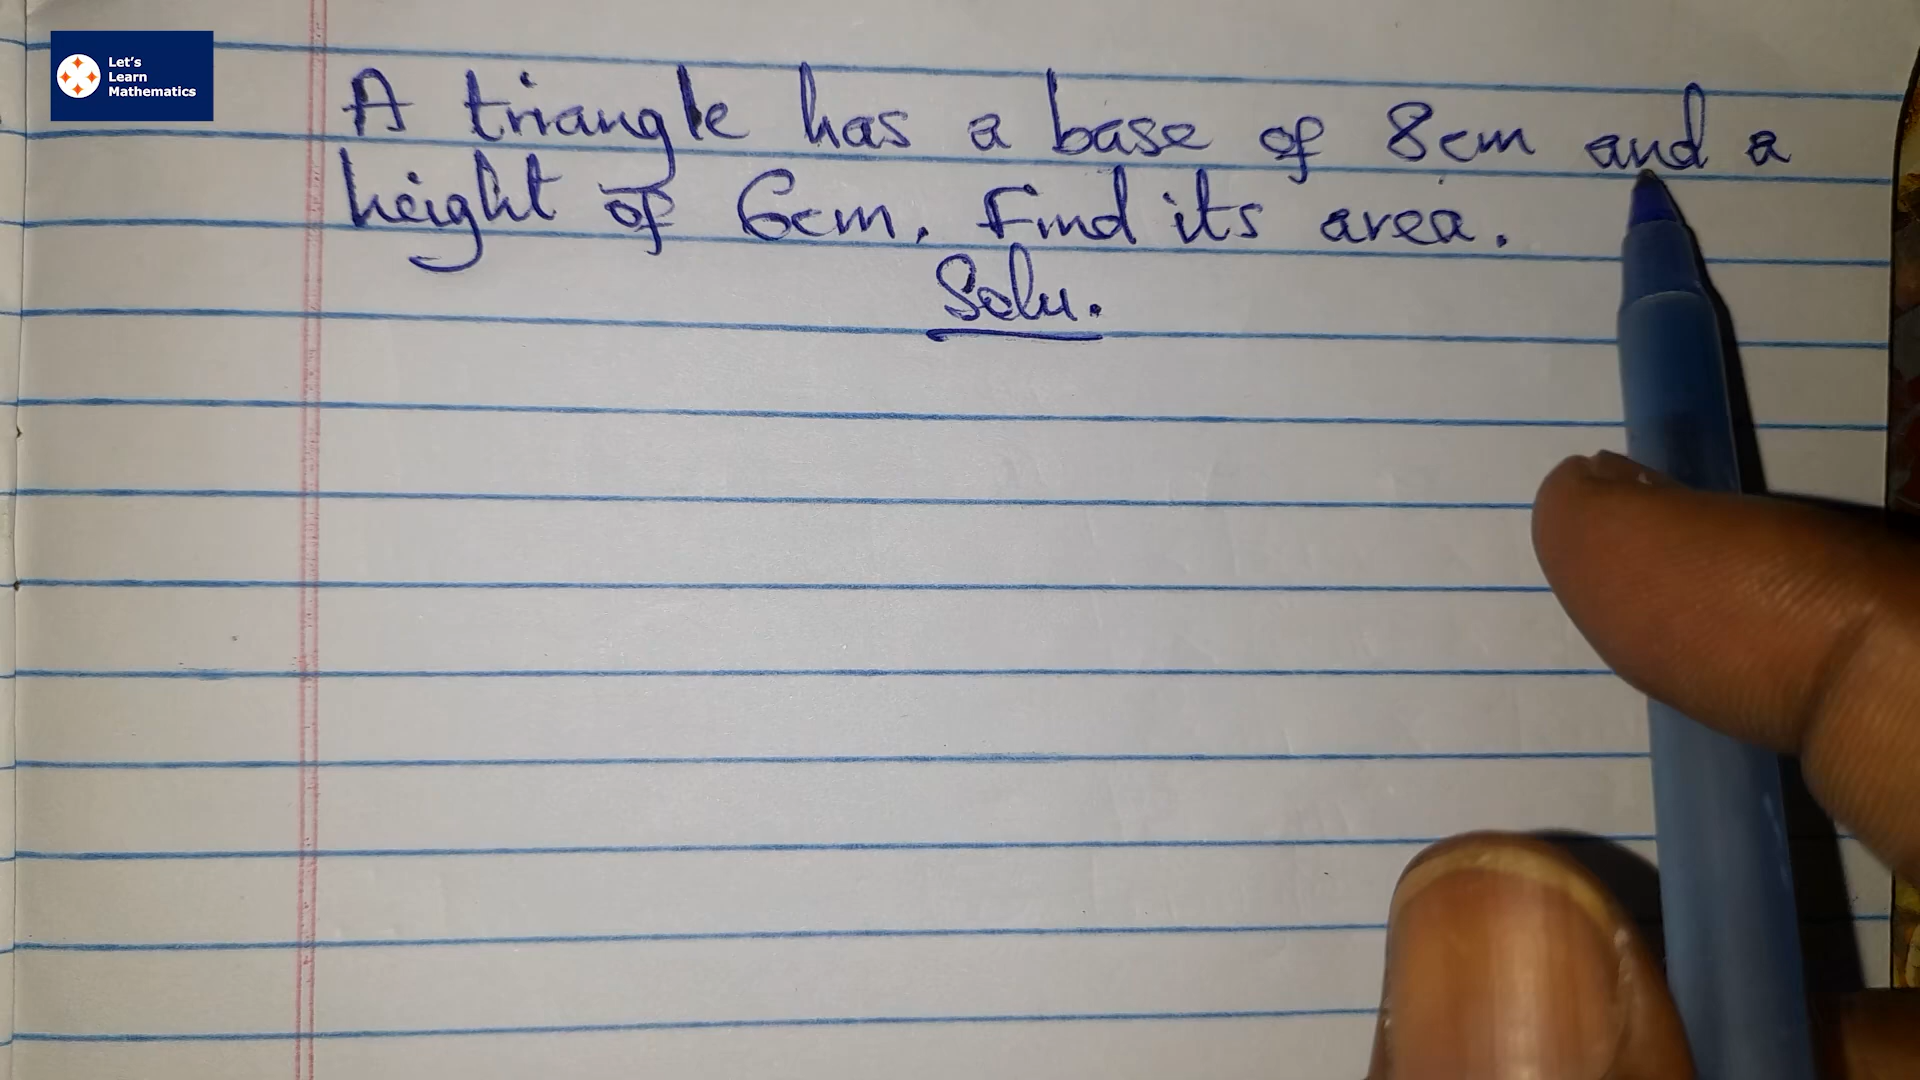 Let's
Learn
Mathematics
A triangle has a base of 8cm and a
height of 6cm. Find its area.
Solu.